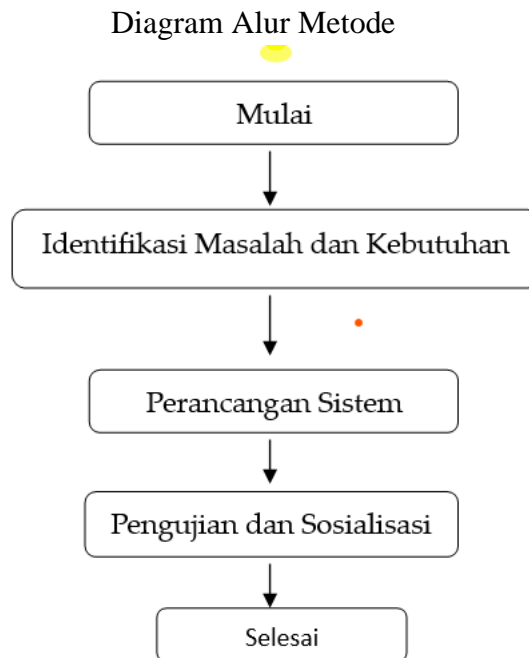 Diagram Alur Metode
Mulai
Identifikasi Masalah dan Kebutuhan
Perancangan Sistem
Pengujian dan Sosialisasi
Selesai